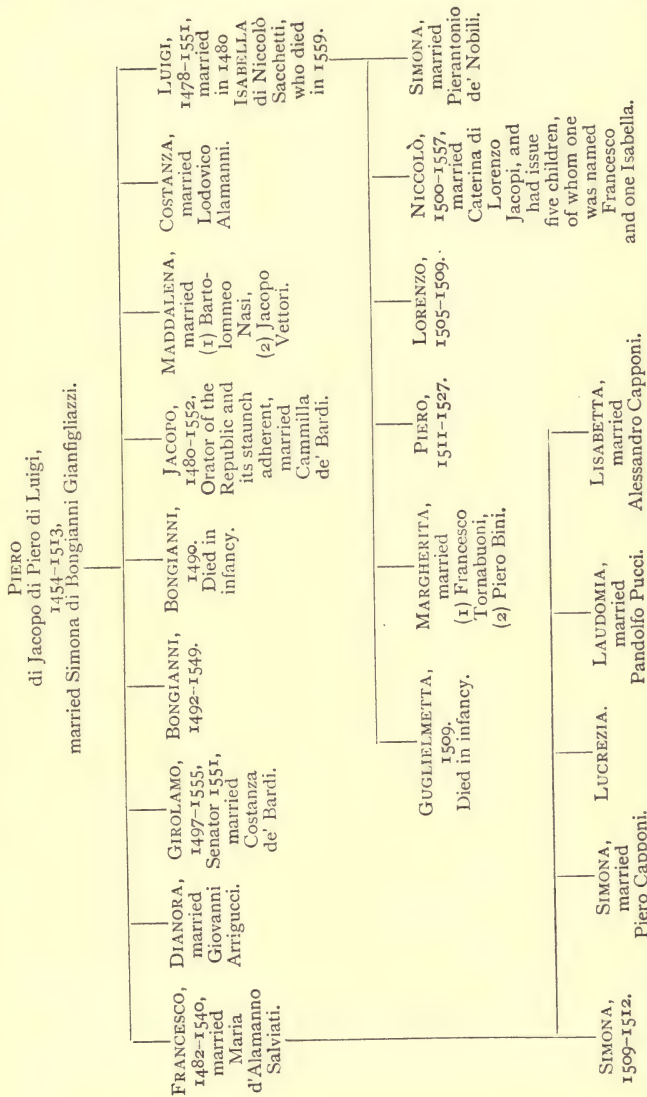 PIERO
di Jacopo di Piero di Luigi,
1454–1513,
married Simona di Bongianni Gianfigliazzi.
FRANCESCO,
1482–1540,
married
Maria
d'Alamanno
Salviati.
DIANORA,
married
Giovanni
Arrigucci.
GIROLAMO,
1497–1555,
Senator 1551,
married
Costanza
de' Bardi.
BONGIANNI,
1492–1549.
BONGIANNI,
1490.
Died in
infancy.
JACOPO,
1480–1552,
Orator of the
Republic and
its staunch
adherent,
married
Cammilla
de' Bardi.
MADDALENA,
married
(1) Barto-
lommeo
Nasi,
(2) Jacopo
Vettori.
COSTANZA,
married
Lodovico
Alamanni.
LUIGI,
1478–1551,
married
in 1480
ISABELLA
di Niccolò
Sacchetti,
who died
in 1559.
GUGLIELMETTA,
1509.
Died in infancy.
MARGHERITA,
married
(1) Francesco
Tornabuoni,
(2) Piero Bini.
PIERO,
1511–1527.
LORENZO,
1505–1509.
NICCOLÒ,
1500–1557,
married
Caterina di
Lorenzo
Jacopi, and
had issue
five children,
of whom one
was named
Francesco
and one Isabella.
SIMONA,
married
Pierantonio
de' Nobili.
SIMONA,
1509–1512.
SIMONA,
married
Piero Capponi.
LUCREZIA.
LAUDOMIA,
married
Pandolfo Pucci.
LISABETTA,
married
Alessandro Capponi.